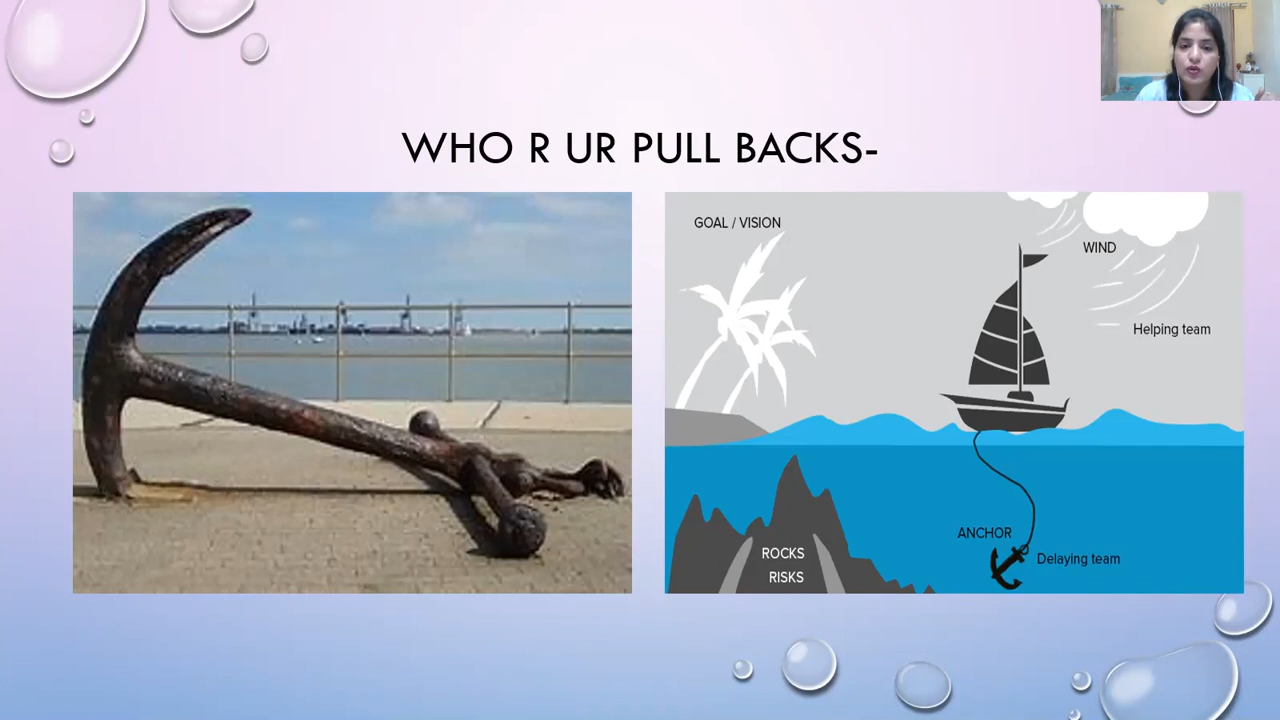 WHO R UR PULL BACKS-
GOAL / VISION
WIND
Helping team
ANCHOR
Delaying team
ROCKS
RISKS